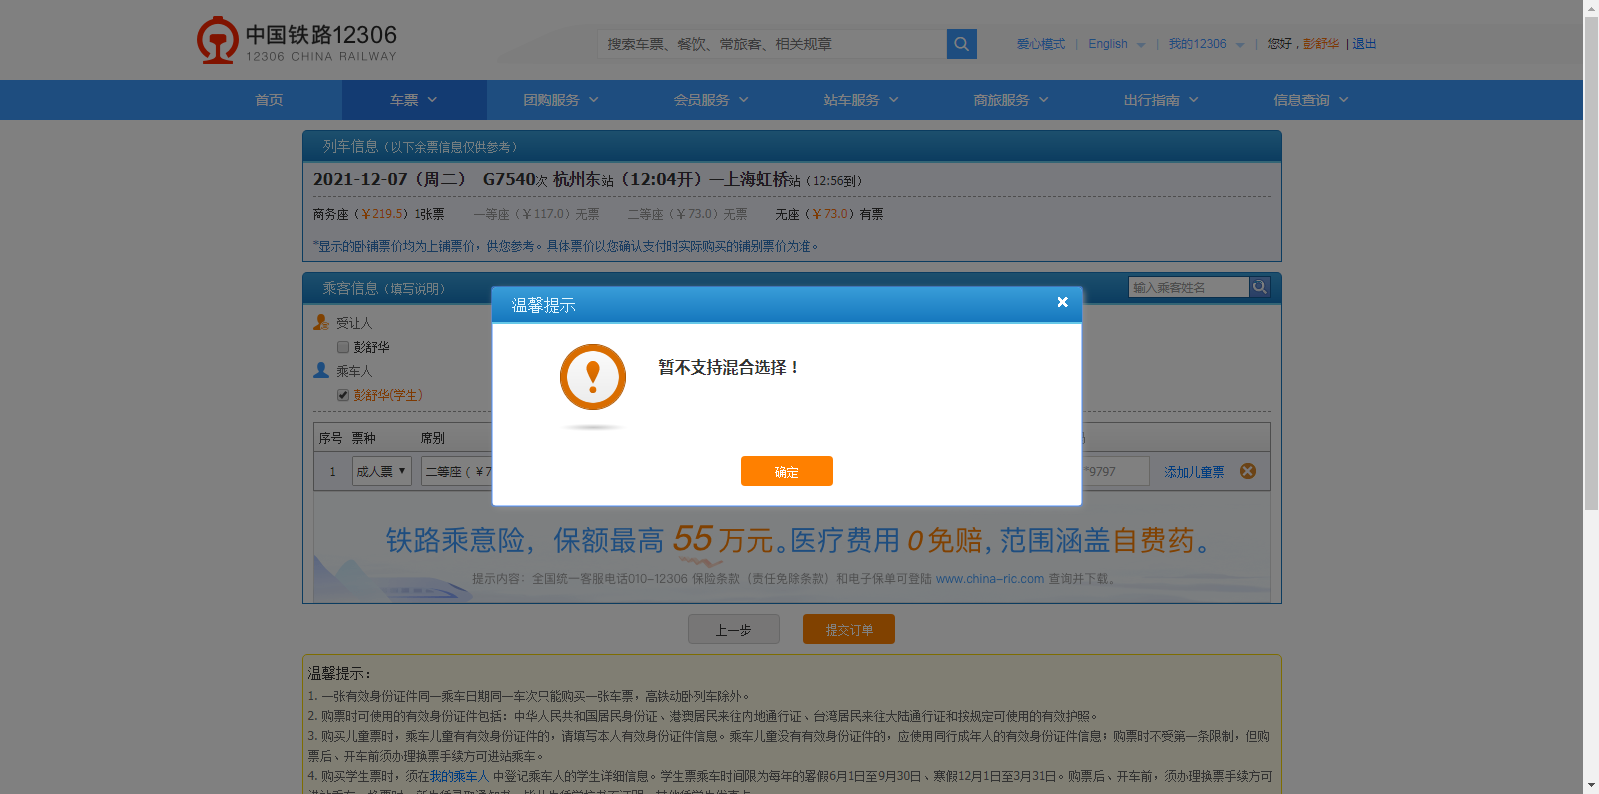 中国铁路12306
12306 CHINA RAILWAY
搜索车票、餐饮、常旅客、相关规章
爱心模式 | English | 我的12306 | 您好，彭舒华 | 退出
首页 车票 团购服务 会员服务 站车服务 商旅服务 出行指南 信息查询
列车信息（以下余票信息仅供参考）
2021-12-07（周二） G7540次 杭州东站（12:04开）—上海虹桥站（12:56到）
商务座（￥219.5）1张票 一等座（￥117.0）无票 二等座（￥73.0）无票 无座（￥73.0）有票
*显示的卧铺票价均为上铺票价，供您参考。具体票价以您确认支付时实际购买的铺别票价为准。
乘客信息（填写说明）
输入乘客姓名
受让人
彭舒华
乘车人
彭舒华(学生)
温馨提示
暂不支持混合选择！
确定
序号 票种 席别
1 成人票 二等座（￥7 *9797 添加儿童票
铁路乘意险，保额最高55万元。医疗费用0免赔，范围涵盖自费药。
提示内容：全国统一客服电话010-12306 保险条款（责任免除条款）和电子保单可登陆 www.china-ric.com 查询并下载。
上一步 提交订单
温馨提示：
1. 一张有效身份证件同一乘车日期同一车次只能购买一张车票，高铁动卧列车除外。
2. 购票时可使用的有效身份证件包括：中华人民共和国居民身份证、港澳居民来往内地通行证、台湾居民来往大陆通行证和按规定可使用的有效护照。
3. 购买儿童票时，乘车儿童有有效身份证件的，请填写本人有效身份证件信息。乘车儿童没有有效身份证件的，应使用同行成年人的有效身份证件信息；购票时不受第一条限制，但购
票后、开车前须办理换票手续方可进站乘车。
4. 购买学生票时，须在我的乘车人 中登记乘车人的学生详细信息。学生票乘车时间限为每年的暑假6月1日至9月30日、寒假12月1日至3月31日。购票后、开车前，须办理换票手续方可